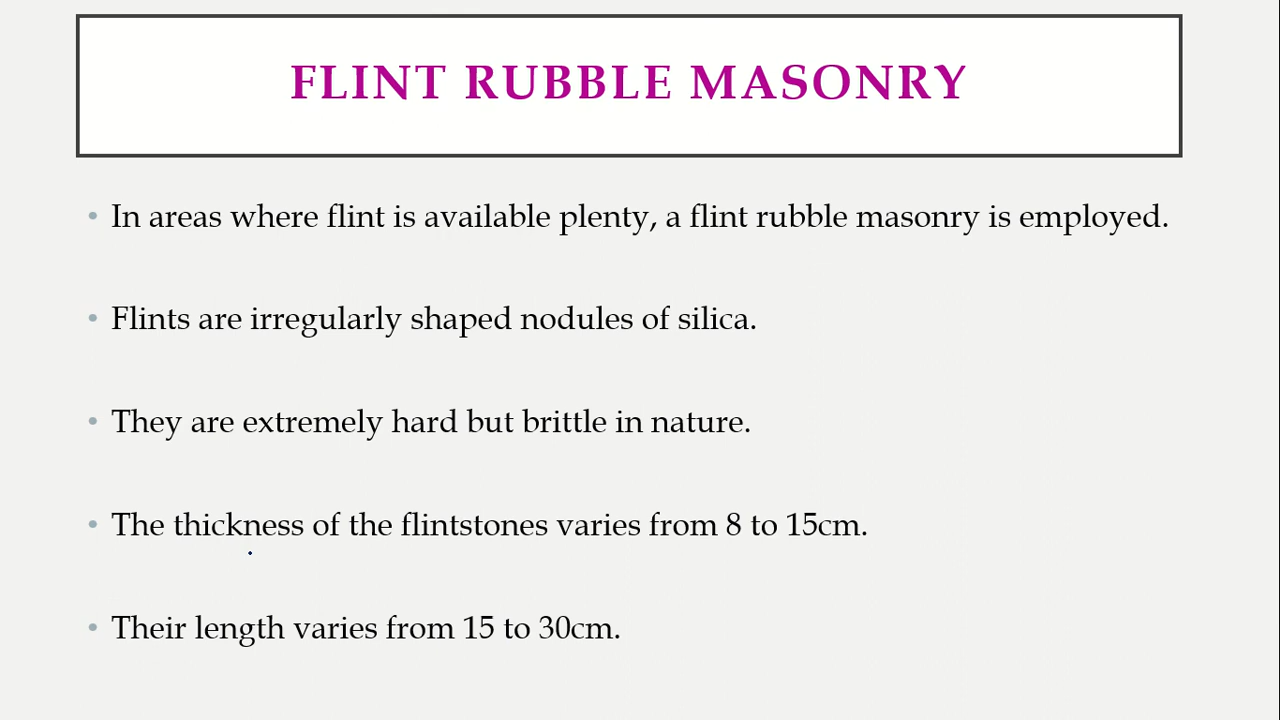 FLINT RUBBLE MASONRY
• In areas where flint is available plenty, a flint rubble masonry is employed.
• Flints are irregularly shaped nodules of silica.
• They are extremely hard but brittle in nature.
• The thickness of the flintstones varies from 8 to 15cm.
• Their length varies from 15 to 30cm.